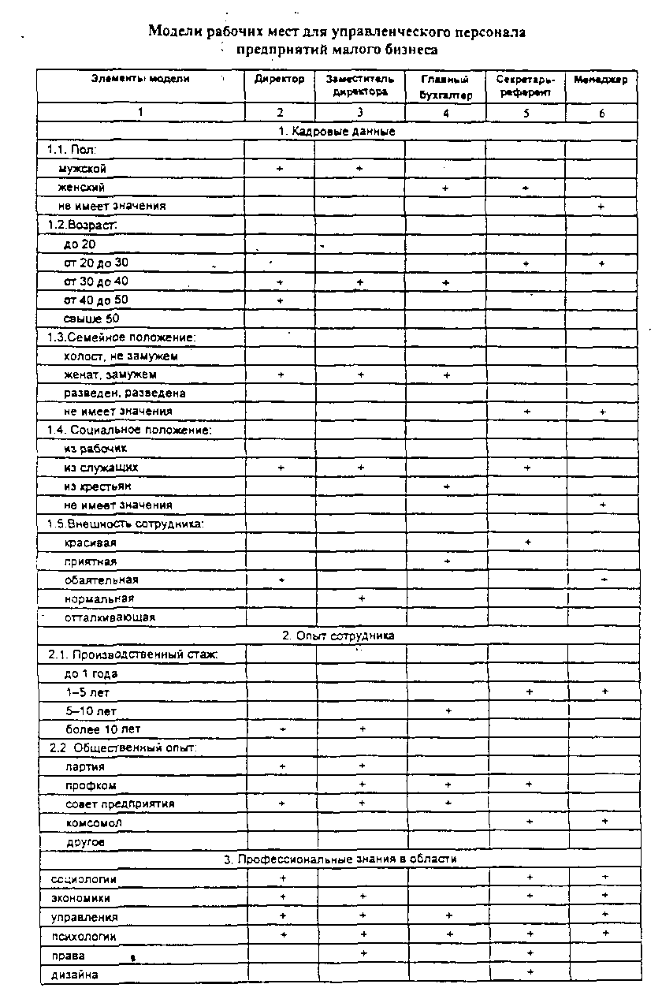 Модели рабочих мест для управленческого персонала
предприятий малого бизнеса
Элементы модели Директор Заместитель директора Главный бухгалтер Секретарь-референт Менеджер
1 2 3 4 5 6
1. Кадровые данные
1.1. Пол:
мужской + +
женский + +
не имеет значения +
1.2.Возраст:
до 20
от 20 до 30 + +
от 30 до 40 + + +
от 40 до 50 +
свыше 50
1.3.Семейное положение:
холост, не замужем
женат, замужем + + +
разведен, разведена
не имеет значения + +
1.4. Социальное положение:
из рабочих
из служащих + + +
из крестьян +
не имеет значения +
1.5.Внешность сотрудника:
красивая +
приятная +
обаятельная + +
нормальная +
отталкивающая
2. Опыт сотрудника
2.1. Производственный стаж:
до 1 года
1–5 лет + +
5–10 лет +
более 10 лет + +
2.2 Общественный опыт:
партия + +
профком + + +
совет предприятия + + +
комсомол + +
другое
3. Профессиональные знания в области
социологии + + +
экономики + + + +
управления + + + +
психологии + + + + +
права + +
дизайна +